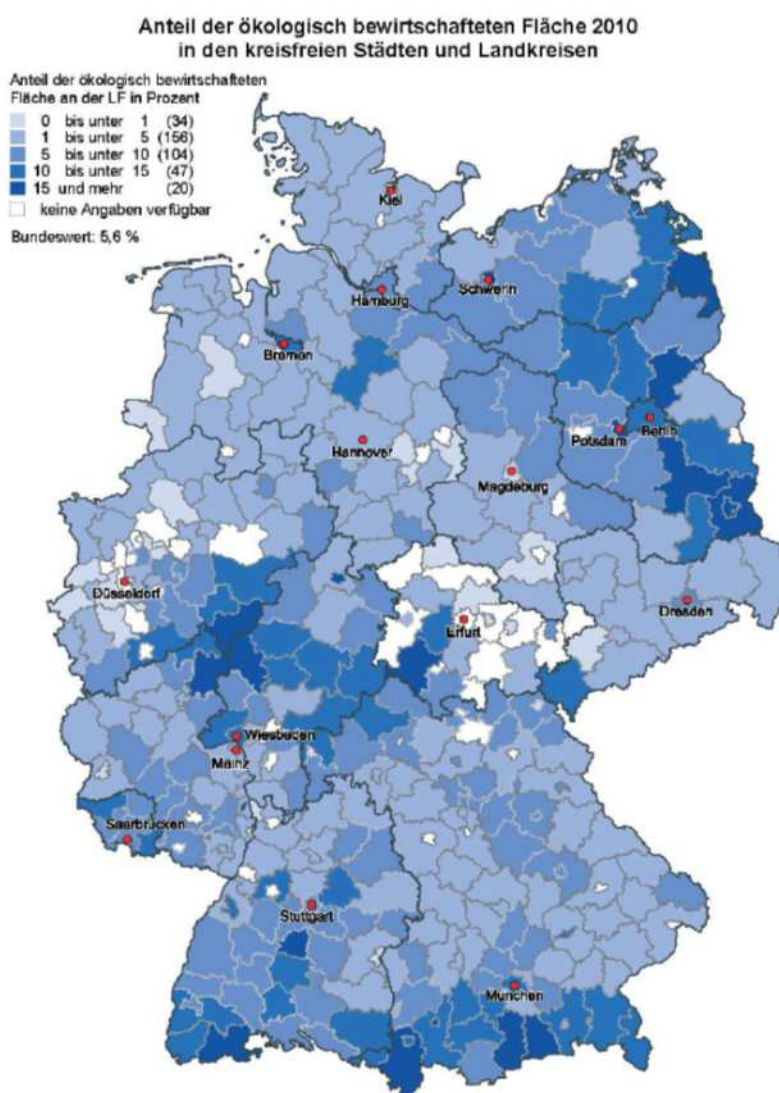 Anteil der ökologisch bewirtschafteten Fläche 2010
in den kreisfreien Städten und Landkreisen
Anteil der ökologisch bewirtschafteten
Fläche an der LF in Prozent
0 bis unter 1 (34)
1 bis unter 5 (156)
5 bis unter 10 (104)
10 bis unter 15 (47)
15 und mehr (20)
keine Angaben verfügbar
Bundeswert: 5,6 %
Kiel
Schwerin
Hamburg
Bremen
Berlin
Potsdam
Hannover
Magdeburg
Düsseldorf
Dresden
Erfurt
Wiesbaden
Mainz
Saarbrücken
Stuttgart
München